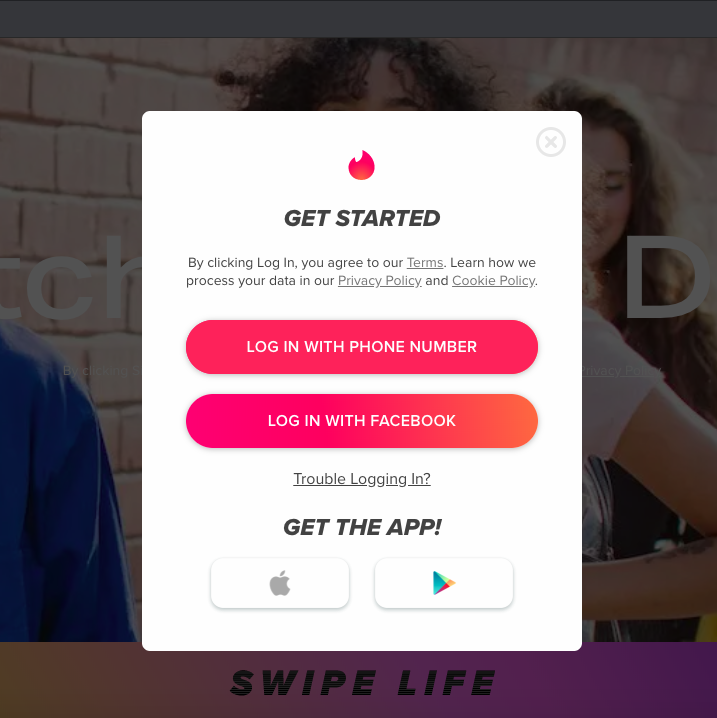 GET STARTED
By clicking Log In, you agree to our Terms. Learn how we
process your data in our Privacy Policy and Cookie Policy.
LOG IN WITH PHONE NUMBER
LOG IN WITH FACEBOOK
Trouble Logging In?
GET THE APP!
tch D
By clicking Privacy Policy.
SWIPE LIFE